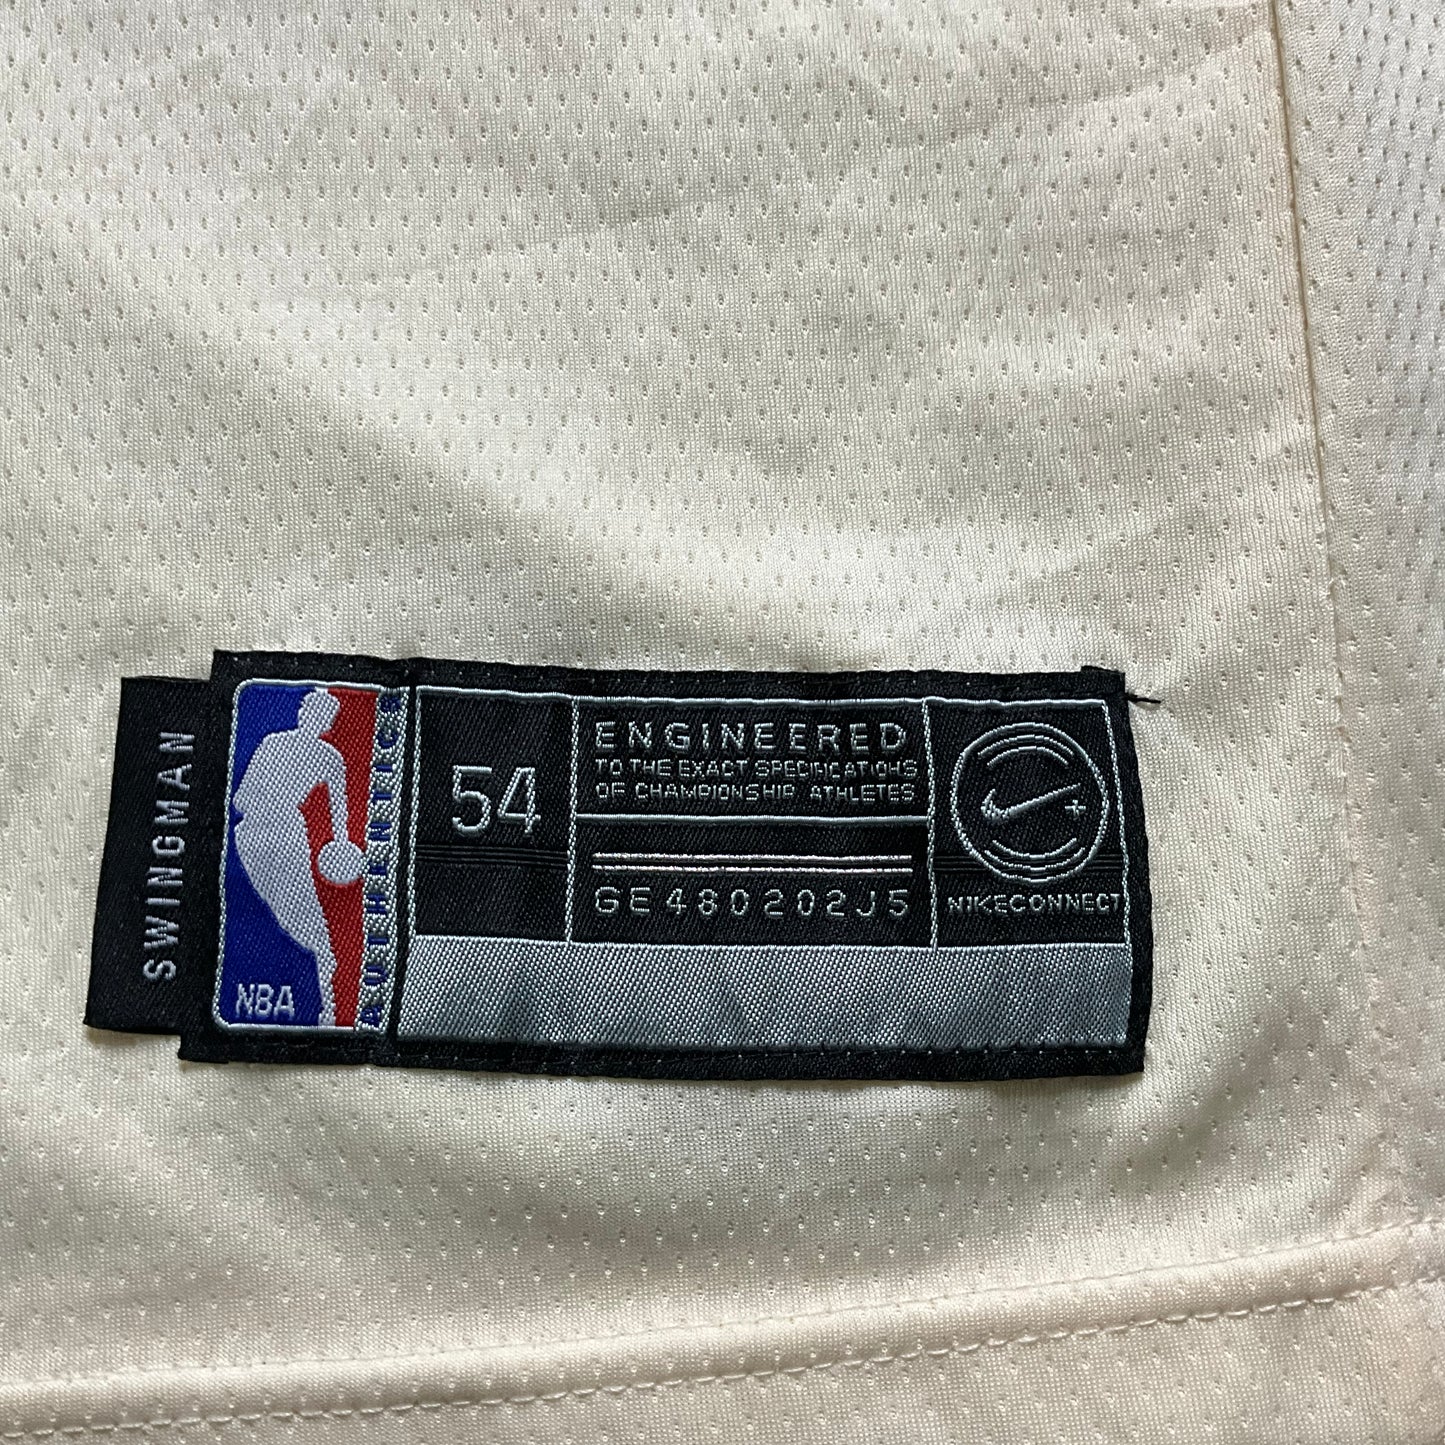 SWINGMAN
NBA
AUTHENTICS
54
ENGINEERED
TO THE EXACT SPECIFICATIONS
OF CHAMPIONSHIP ATHLETES
GE480202J5
NIKECONNECT